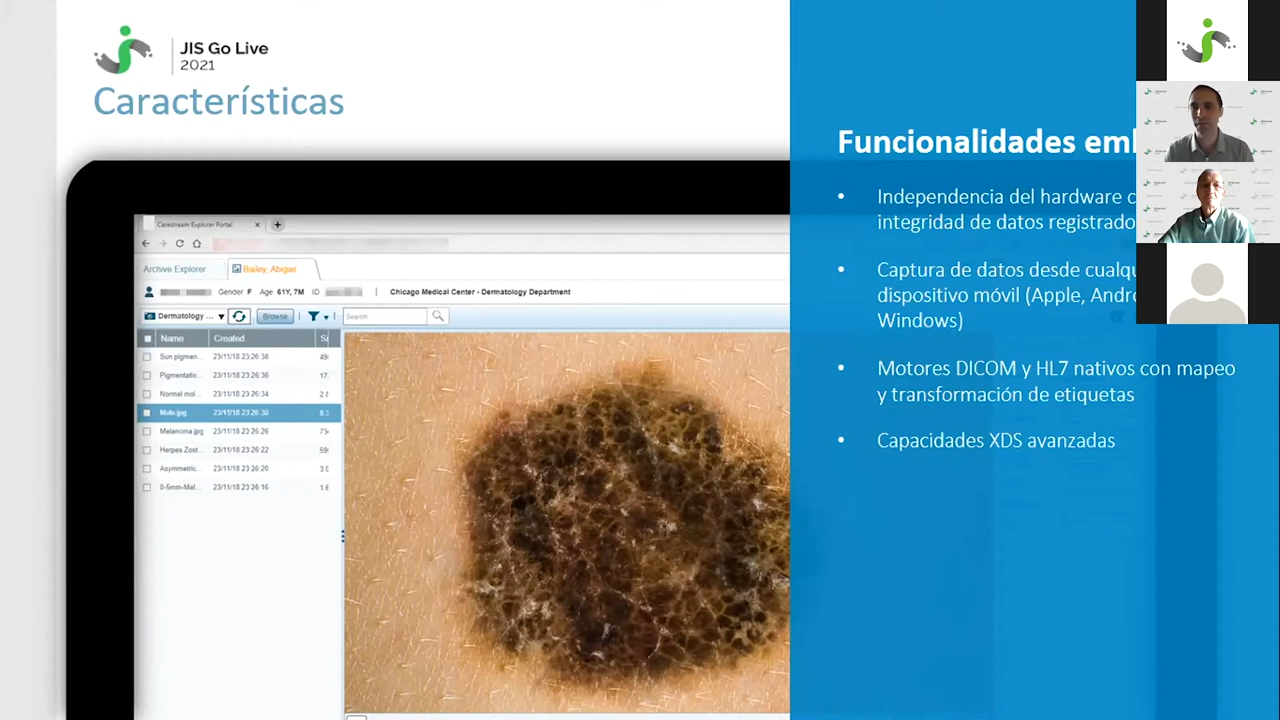 JIS Go Live
2021
Características
Funcionalidades
Independencia del hardware
integridad de datos
Captura de datos desde
dispositivo móvil (Apple,
Windows)
Motores DICOM y HL7 nativos con mapeo
y transformación de etiquetas
Capacidades XDS avanzadas
Carestream Explorer Portal
Archive Explorer
Bailey, Abigail
Gender F Age 61Y, 7M ID
Chicago Medical Center - Dermatology Department
Dermatology ...
Browse
Search
Name Created
Sun pigmen... 23/11/18 23:26:38
Pigmentatio... 23/11/18 23:26:36
Normal mol... 23/11/18 23:26:34
Mole.jpg 23/11/18 23:26:30
Melanoma.jpg 23/11/18 23:26:26
Herpes Zost... 23/11/18 23:26:22
Asymmetric... 23/11/18 23:26:20
0-5mm-Mel... 23/11/18 23:26:16